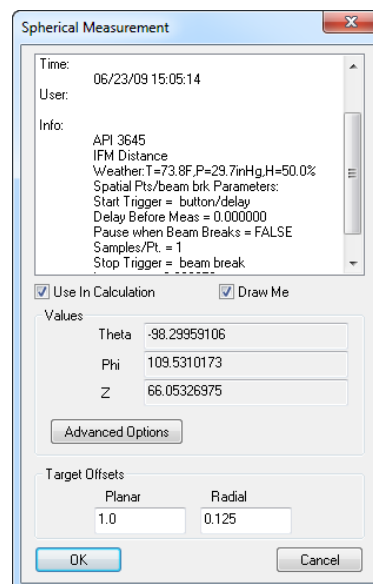 Spherical Measurement
Time:
06/23/09 15:05:14
User:
Info:
API 3645
IFM Distance
Weather:T=73.8F,P=29.7inHg,H=50.0%
Spatial Pts/beam brk Parameters:
Start Trigger = button/delay
Delay Before Meas = 0.000000
Pause when Beam Breaks = FALSE
Samples/Pt. = 1
Stop Trigger = beam break
Use In Calculation
Draw Me
Values
Theta -98.29959106
Phi 109.5310173
Z 66.05326975
Advanced Options
Target Offsets
Planar Radial
1.0 0.125
OK Cancel